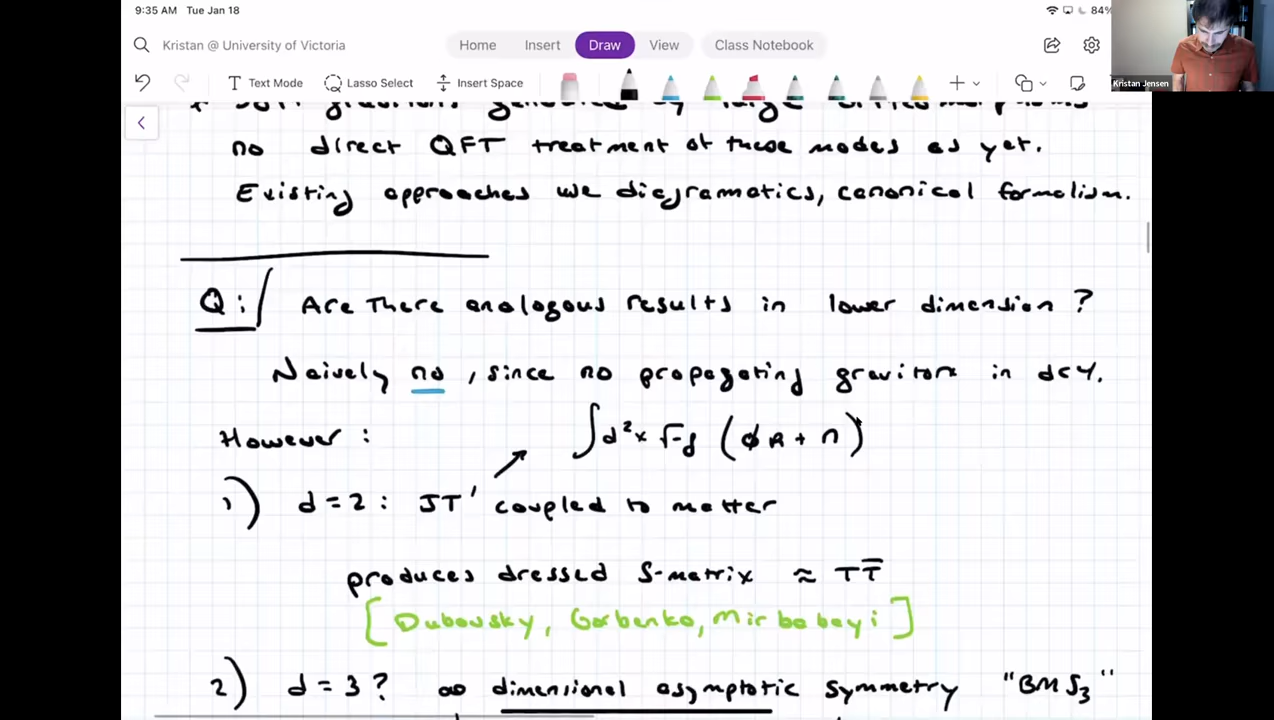 9:35 AM Tue Jan 18
84%
Kristan @ University of Victoria
Home Insert Draw View Class Notebook
Text Mode Lasso Select Insert Space
Kristan Jensen
no direct QFT treatment of these modes as yet.
Existing approaches use diagramatics, canonical formalism.
Q: Are there analogous results in lower dimension?
Naively no, since no propagating gravitons in d<4.
However:
∫d²x √-g (φR + Λ)
1) d=2: JT' coupled to matter
produces dressed S-matrix ≈ TT̅
[Dubovsky, Gorbenko, Mirbabayi]
2) d=3? ∞ dimensional asymptotic symmetry "BMS₃"